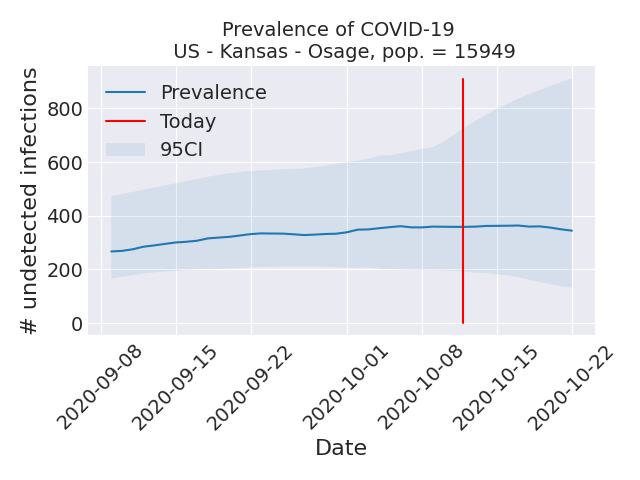 Prevalence of COVID-19
US - Kansas - Osage, pop. = 15949
# undetected infections
800
600
400
200
0
Prevalence
Today
95CI
2020-09-08
2020-09-15
2020-09-22
2020-10-01
2020-10-08
2020-10-15
2020-10-22
Date